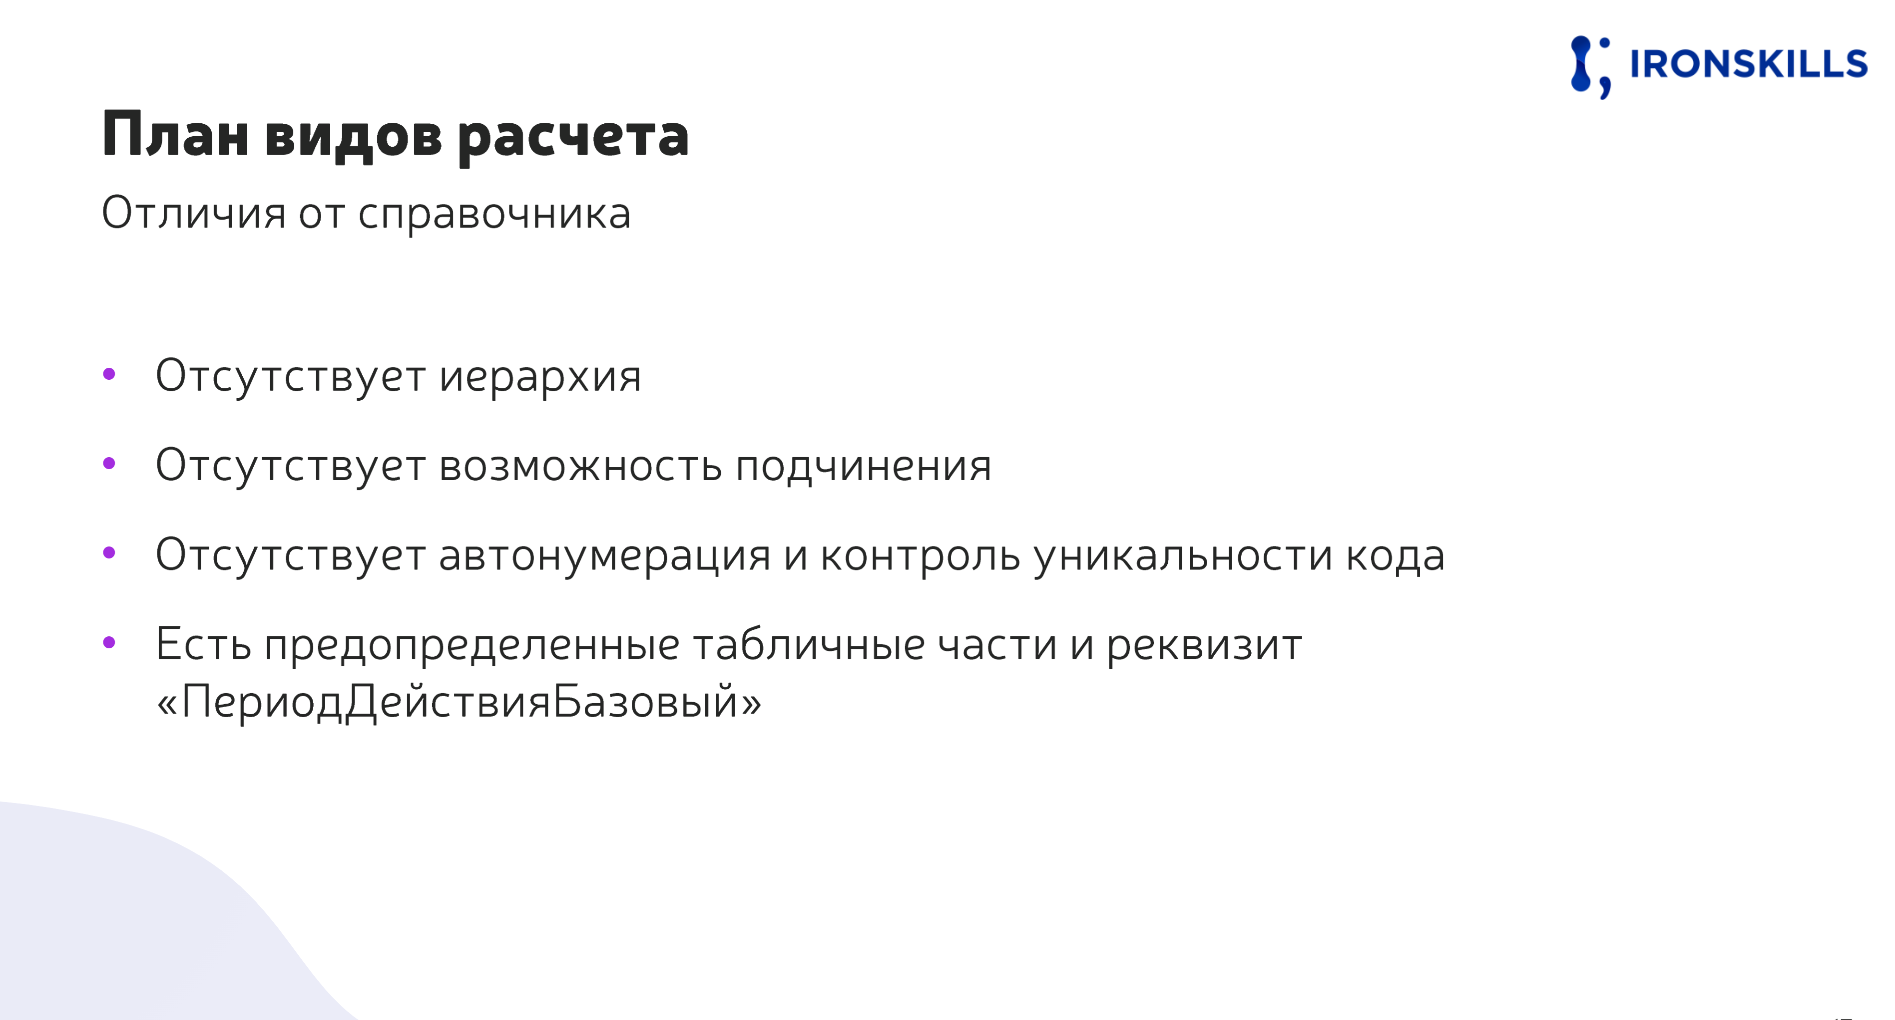 IRONSKILLS
План видов расчета
Отличия от справочника
• Отсутствует иерархия
• Отсутствует возможность подчинения
• Отсутствует автонумерация и контроль уникальности кода
• Есть предопределенные табличные части и реквизит
«ПериодДействияБазовый»